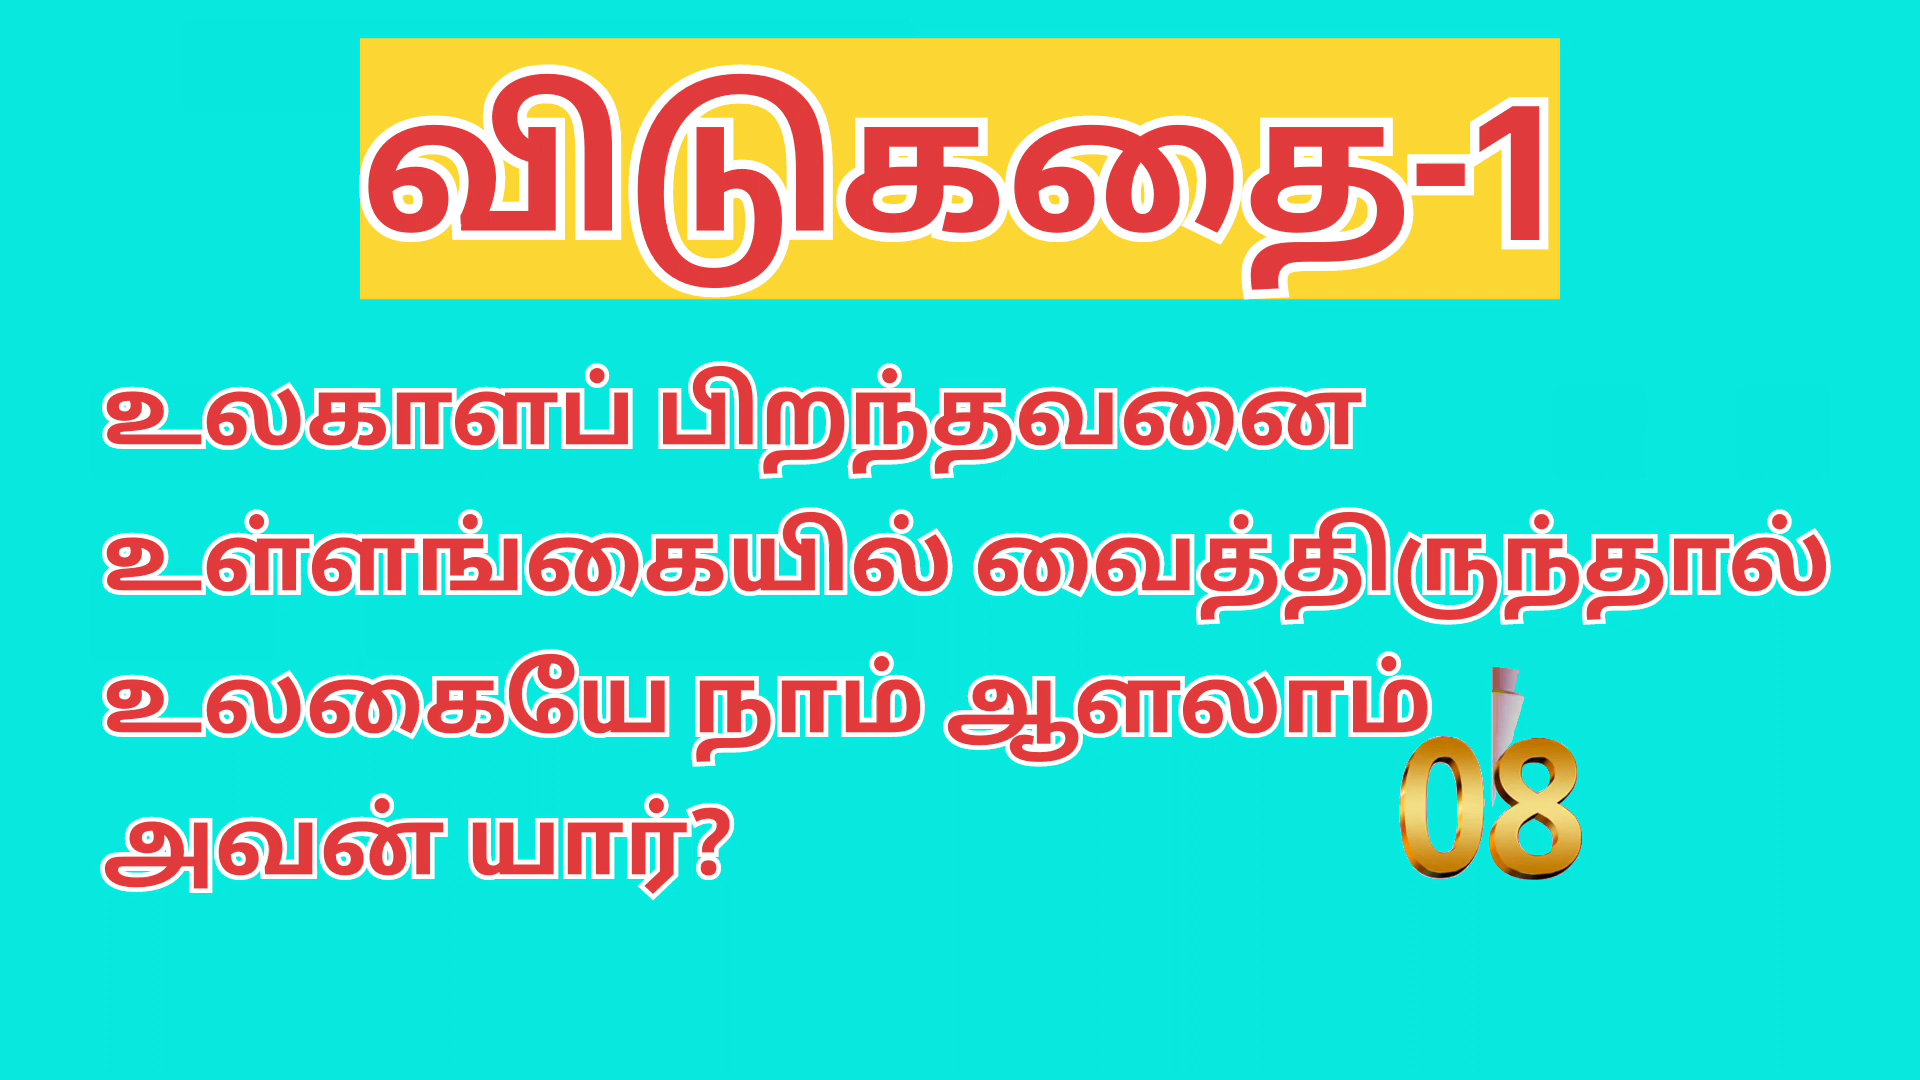 விடுகதை-1
உலகாளப் பிறந்தவனை
உள்ளங்கையில் வைத்திருந்தால்
உலகையே நாம் ஆளலாம்
அவன் யார்?
08